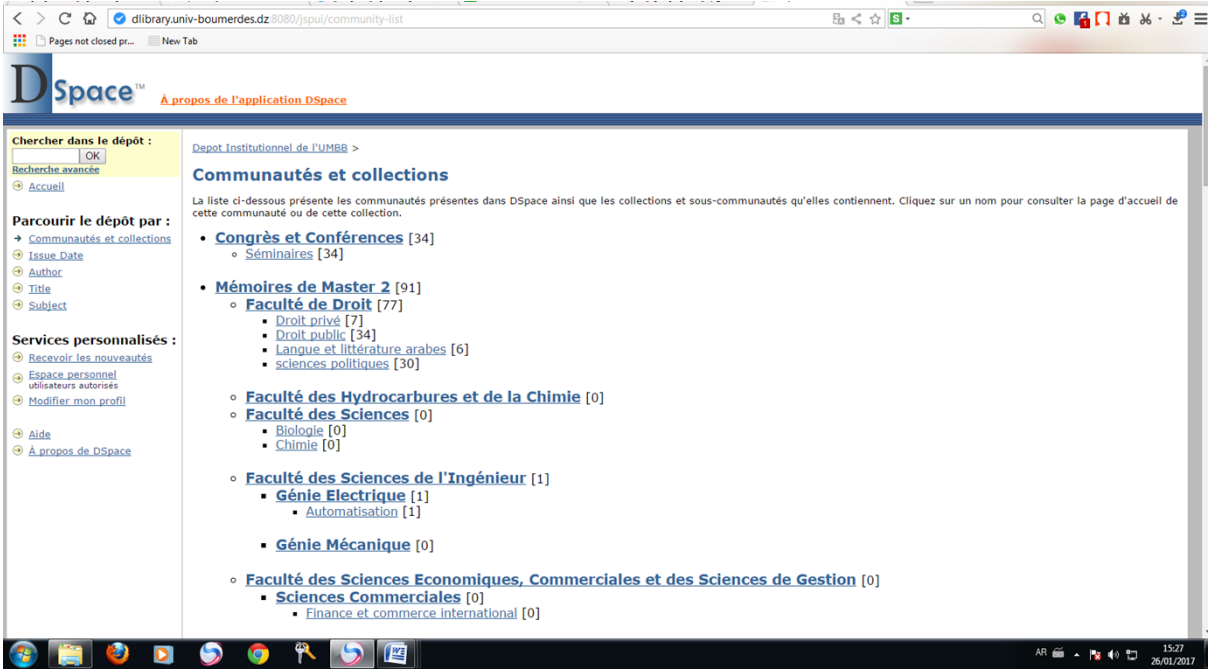 dlibrary.univ-boumerdes.dz:8080/jspui/community-list
S
Pages not closed pr...
New Tab
DSpace™
À propos de l'application DSpace
Chercher dans le dépôt :
OK
Recherche avancée
Accueil
Parcourir le dépôt par :
Communautés et collections
Issue Date
Author
Title
Subject
Services personnalisés :
Recevoir les nouveautés
Espace personnel
utilisateurs autorisés
Modifier mon profil
Aide
À propos de DSpace
Depot Institutionnel de l'UMBB >
Communautés et collections
La liste ci-dessous présente les communautés présentes dans DSpace ainsi que les collections et sous-communautés qu'elles contiennent. Cliquez sur un nom pour consulter la page d'accueil de
cette communauté ou de cette collection.
Congrès et Conférences [34]
Séminaires [34]
Mémoires de Master 2 [91]
Faculté de Droit [77]
Droit privé [7]
Droit public [34]
Langue et littérature arabes [6]
sciences politiques [30]
Faculté des Hydrocarbures et de la Chimie [0]
Faculté des Sciences [0]
Biologie [0]
Chimie [0]
Faculté des Sciences de l'Ingénieur [1]
Génie Electrique [1]
Automatisation [1]
Génie Mécanique [0]
Faculté des Sciences Economiques, Commerciales et des Sciences de Gestion [0]
Sciences Commerciales [0]
Finance et commerce international [0]
AR
15:27
26/01/2017